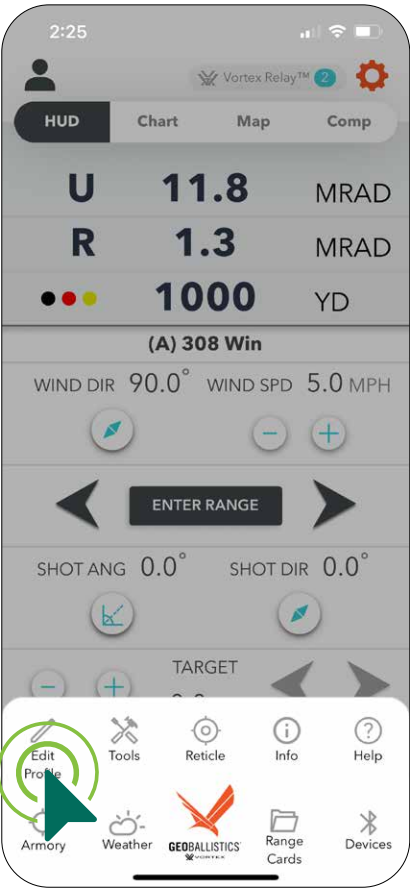 2:25
Vortex Relay™ 2
HUD Chart Map Comp
U 11.8 MRAD
R 1.3 MRAD
1000 YD
(A) 308 Win
WIND DIR 90.0° WIND SPD 5.0 MPH
ENTER RANGE
SHOT ANG 0.0° SHOT DIR 0.0°
TARGET
Edit
Profile
Tools
Reticle
Info
Help
Armory
Weather
GEOBALLISTICS
VORTEX
Range
Cards
Devices